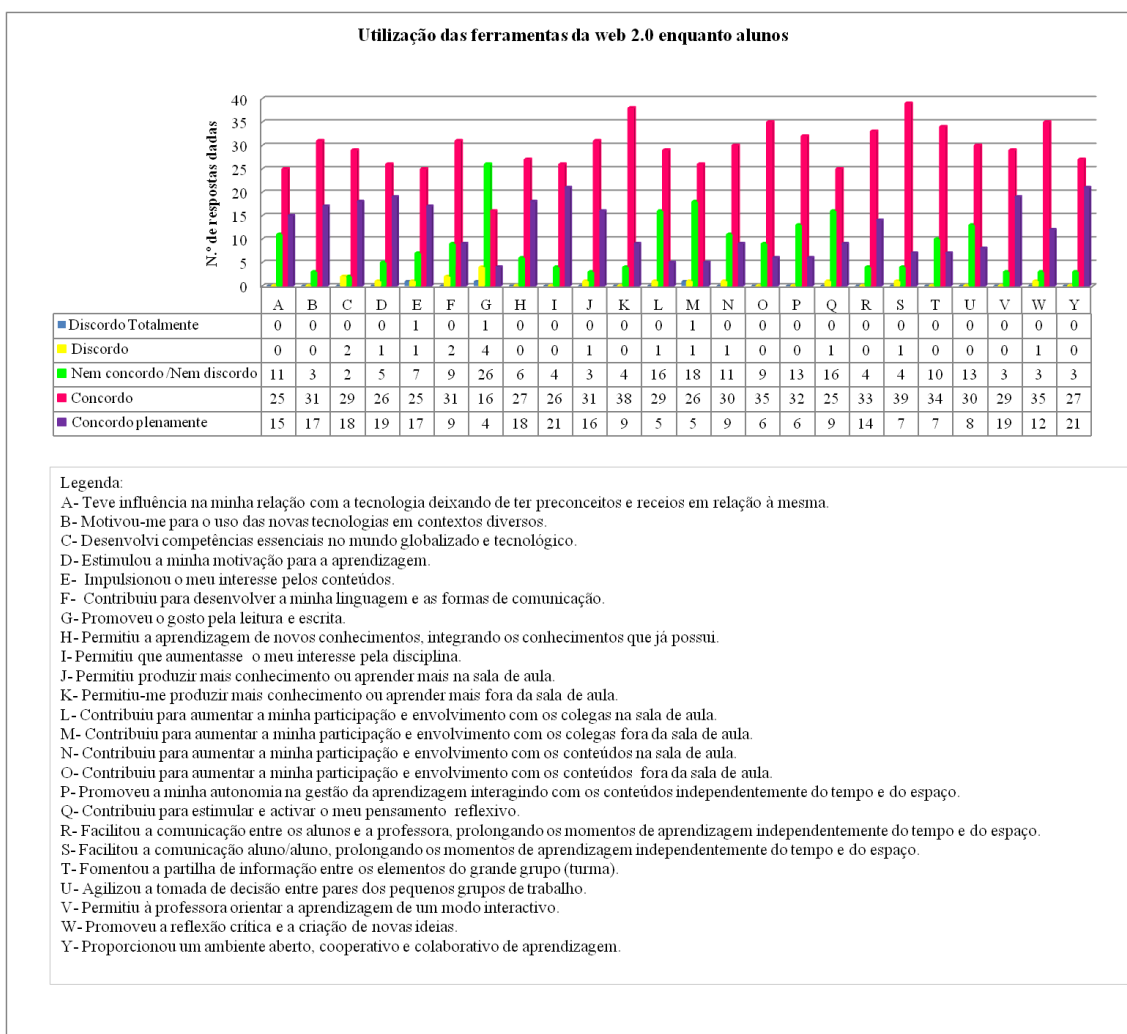 Utilização das ferramentas da web 2.0 enquanto alunos
N.º de respostas dadas
40
35
30
25
20
15
10
5
0
A B C D E F G H I J K L M N O P Q R S T U V W Y
Discordo Totalmente 0 0 0 0 1 0 1 0 0 0 0 0 1 0 0 0 0 0 0 0 0 0 0 0
Discordo 0 0 2 1 1 2 4 0 0 1 0 1 1 1 0 0 1 0 1 0 0 0 1 0
Nem concordo /Nem discordo 11 3 2 5 7 9 26 6 4 3 4 16 18 11 9 13 16 4 4 10 13 3 3 3
Concordo 25 31 29 26 25 31 16 27 26 31 38 29 26 30 35 32 25 33 39 34 30 29 35 27
Concordo plenamente 15 17 18 19 17 9 4 18 21 16 9 5 5 9 6 6 9 14 7 7 8 19 12 21
Legenda:
A- Teve influência na minha relação com a tecnologia deixando de ter preconceitos e receios em relação à mesma.
B- Motivou-me para o uso das novas tecnologias em contextos diversos.
C- Desenvolvi competências essenciais no mundo globalizado e tecnológico.
D- Estimulou a minha motivação para a aprendizagem.
E- Impulsionou o meu interesse pelos conteúdos.
F- Contribuiu para desenvolver a minha linguagem e as formas de comunicação.
G- Promoveu o gosto pela leitura e escrita.
H- Permitiu a aprendizagem de novos conhecimentos, integrando os conhecimentos que já possui.
I- Permitiu que aumentasse o meu interesse pela disciplina.
J- Permitiu produzir mais conhecimento ou aprender mais na sala de aula.
K- Permitiu-me produzir mais conhecimento ou aprender mais fora da sala de aula.
L- Contribuiu para aumentar a minha participação e envolvimento com os colegas na sala de aula.
M- Contribuiu para aumentar a minha participação e envolvimento com os colegas fora da sala de aula.
N- Contribuiu para aumentar a minha participação e envolvimento com os conteúdos na sala de aula.
O- Contribuiu para aumentar a minha participação e envolvimento com os conteúdos fora da sala de aula.
P- Promoveu a minha autonomia na gestão da aprendizagem interagindo com os conteúdos independentemente do tempo e do espaço.
Q- Contribuiu para estimular e activar o meu pensamento reflexivo.
R- Facilitou a comunicação entre os alunos e a professora, prolongando os momentos de aprendizagem independentemente do tempo e do espaço.
S- Facilitou a comunicação aluno/aluno, prolongando os momentos de aprendizagem independentemente do tempo e do espaço.
T- Fomentou a partilha de informação entre os elementos do grande grupo (turma).
U- Agilizou a tomada de decisão entre pares dos pequenos grupos de trabalho.
V- Permitiu à professora orientar a aprendizagem de um modo interactivo.
W- Promoveu a reflexão crítica e a criação de novas ideias.
Y- Proporcionou um ambiente aberto, cooperativo e colaborativo de aprendizagem.